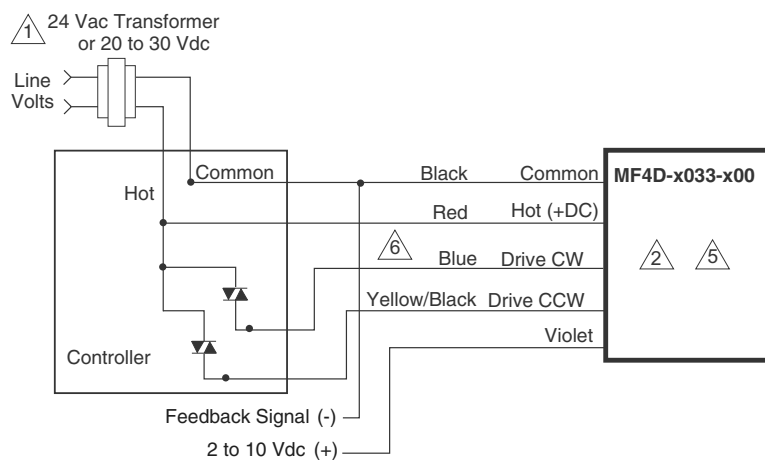 1
24 Vac Transformer
or 20 to 30 Vdc
Line
Volts
Common
Hot
Controller
Black
Common
Red
Hot (+DC)
6
Blue
Drive CW
Yellow/Black
Drive CCW
Violet
MF4D-x033-x00
2
5
Feedback Signal (-)
2 to 10 Vdc (+)